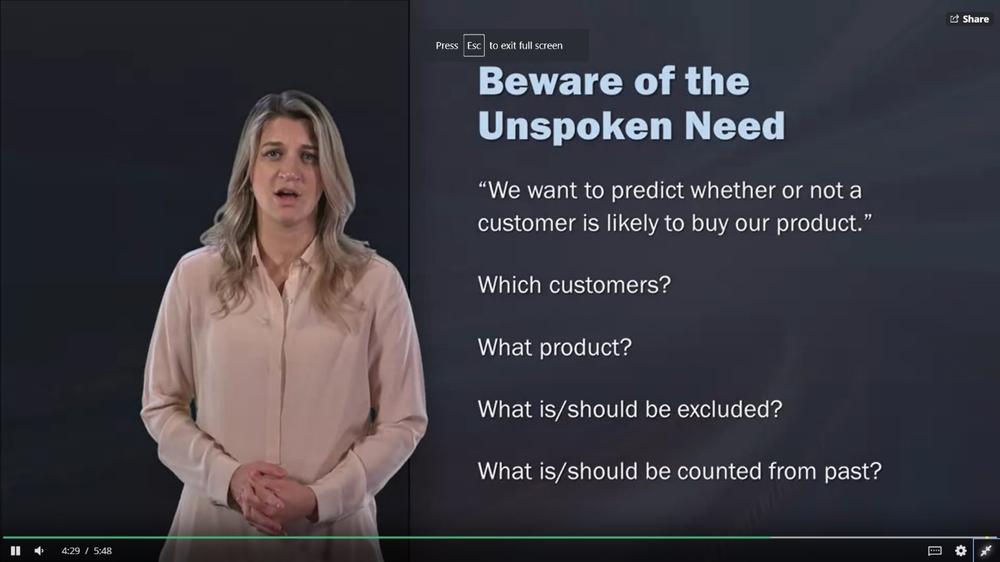 Share
Press Esc to exit full screen
Beware of the
Unspoken Need
“We want to predict whether or not a
customer is likely to buy our product.”
Which customers?
What product?
What is/should be excluded?
What is/should be counted from past?
4:29 / 5:48